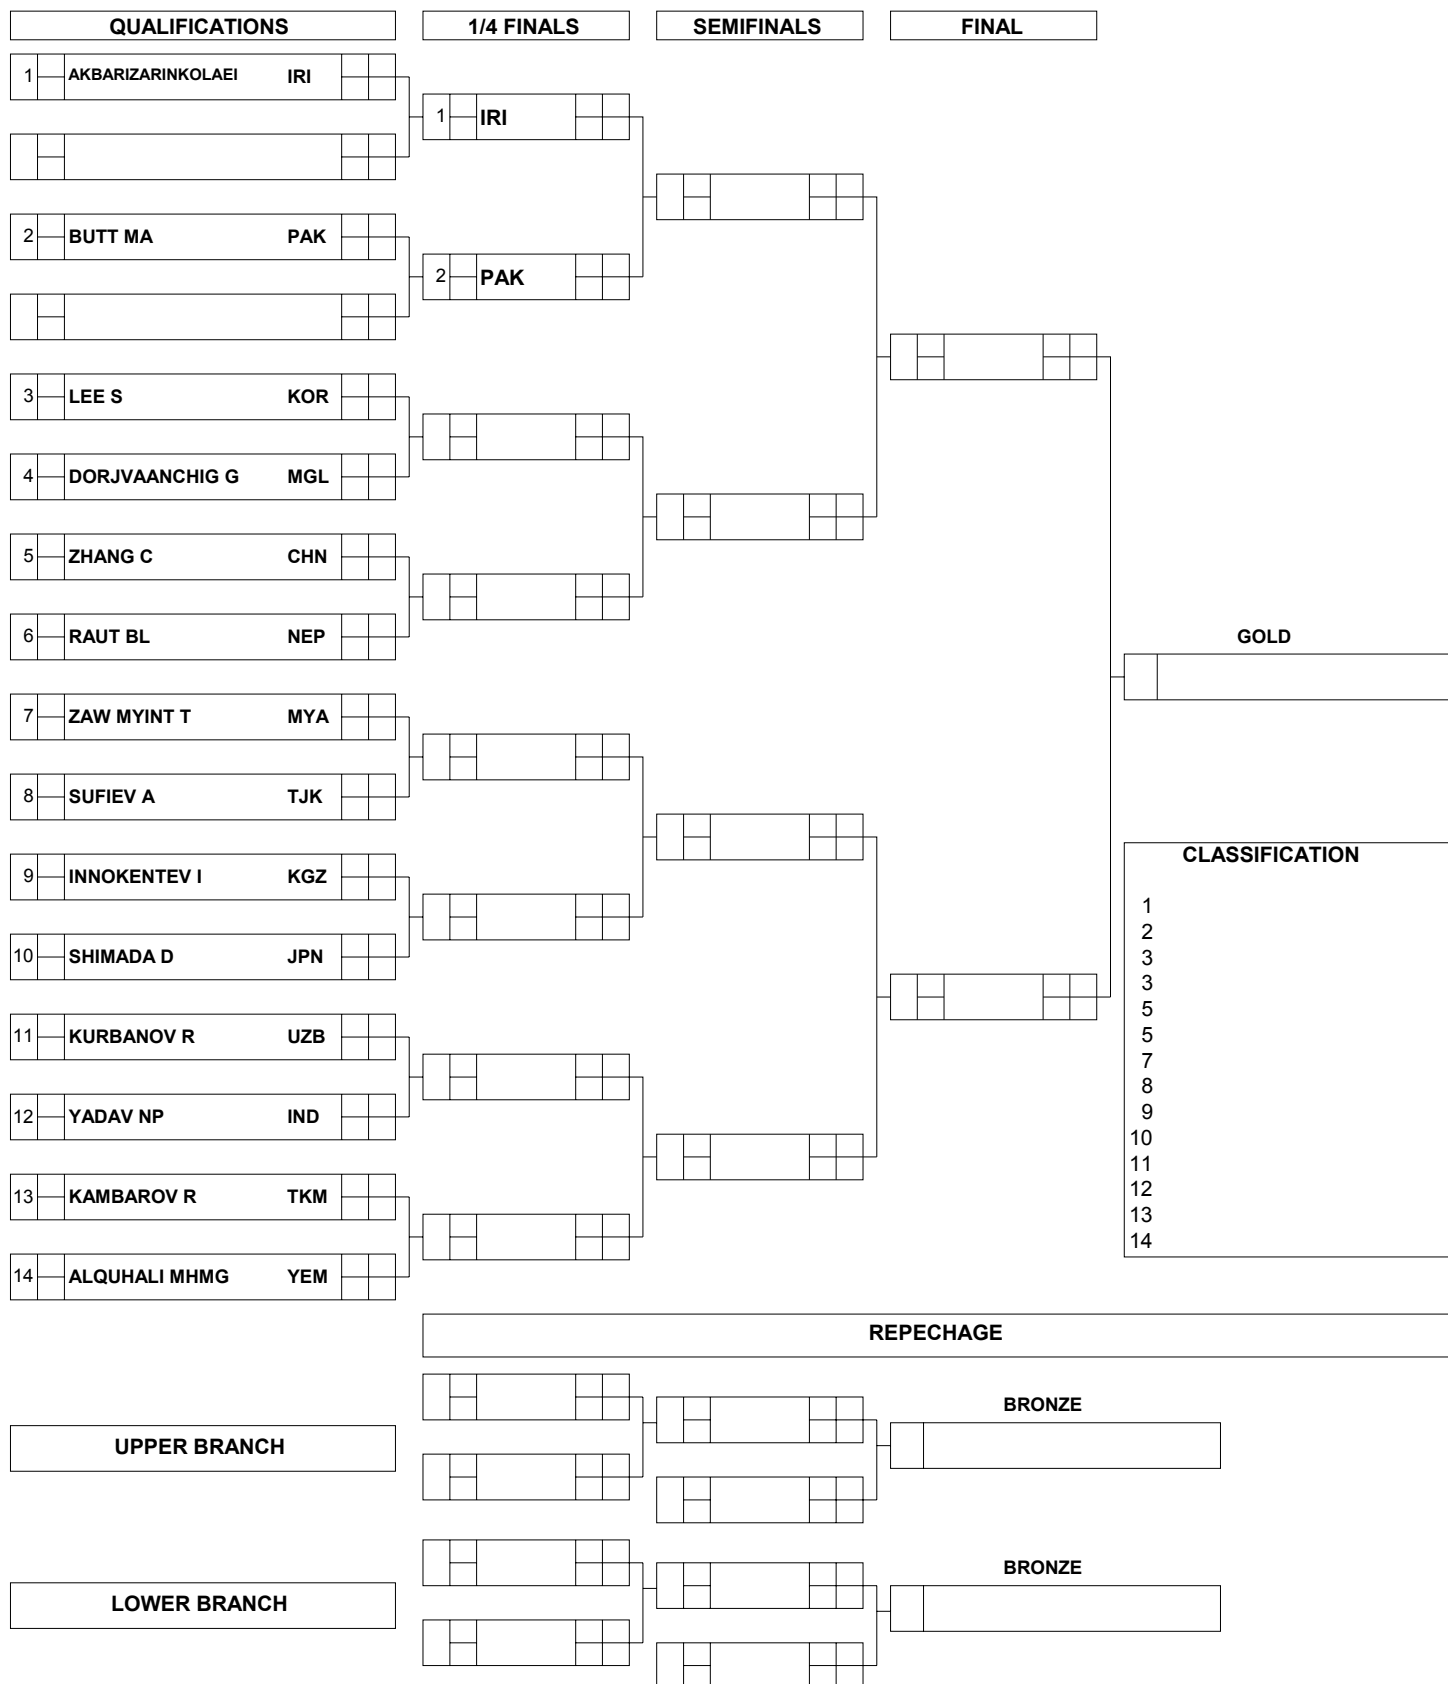 QUALIFICATIONS 1/4 FINALS SEMIFINALS FINAL
1 AKBARIZARINKOLAEI IRI
1 IRI
2 BUTT MA PAK
2 PAK
3 LEE S KOR
4 DORJVAANCHIG G MGL
5 ZHANG C CHN
6 RAUT BL NEP
GOLD
7 ZAW MYINT T MYA
8 SUFIEV A TJK
9 INNOKENTEV I KGZ
10 SHIMADA D JPN
11 KURBANOV R UZB
12 YADAV NP IND
13 KAMBAROV R TKM
14 ALQUHALI MHMG YEM
CLASSIFICATION
1
2
3
3
5
5
7
8
9
10
11
12
13
14
REPECHAGE
BRONZE
UPPER BRANCH
BRONZE
LOWER BRANCH